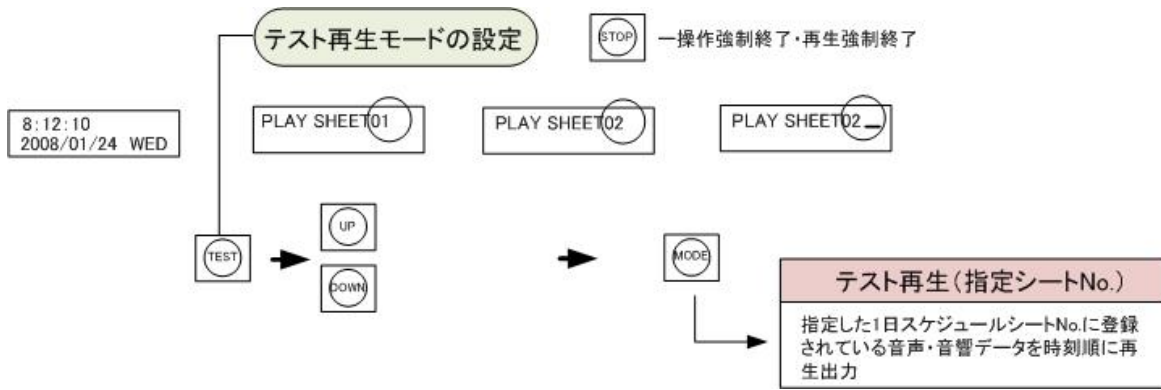 テスト再生モードの設定
STOP
ー操作強制終了・再生強制終了
8:12:10
2008/01/24 WED
PLAY SHEET01
PLAY SHEET02
PLAY SHEET02_
TEST
UP
DOWN
MODE
テスト再生(指定シートNo.)
指定した1日スケジュールシートNo.に登録
されている音声・音響データを時刻順に再
生出力